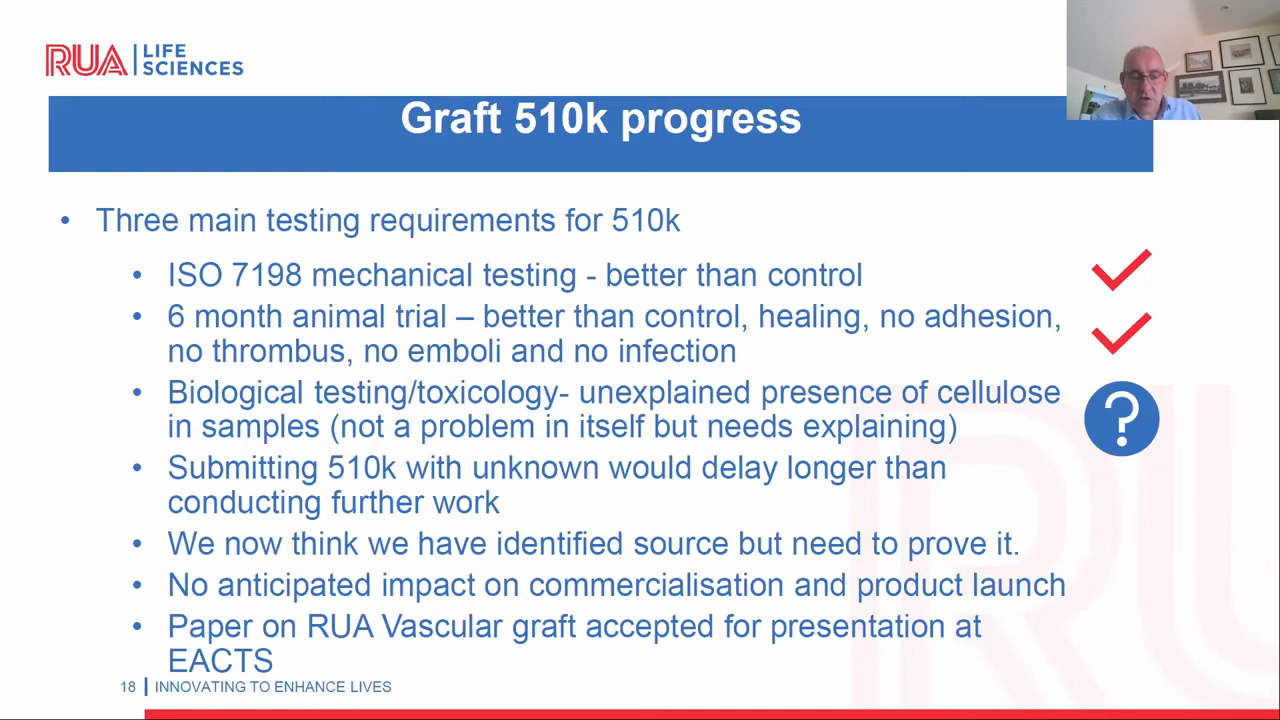 RUA LIFE SCIENCES
Graft 510k progress
• Three main testing requirements for 510k
• ISO 7198 mechanical testing - better than control
• 6 month animal trial – better than control, healing, no adhesion,
no thrombus, no emboli and no infection
• Biological testing/toxicology- unexplained presence of cellulose
in samples (not a problem in itself but needs explaining)
?
• Submitting 510k with unknown would delay longer than
conducting further work
• We now think we have identified source but need to prove it.
• No anticipated impact on commercialisation and product launch
• Paper on RUA Vascular graft accepted for presentation at
EACTS
18 INNOVATING TO ENHANCE LIVES